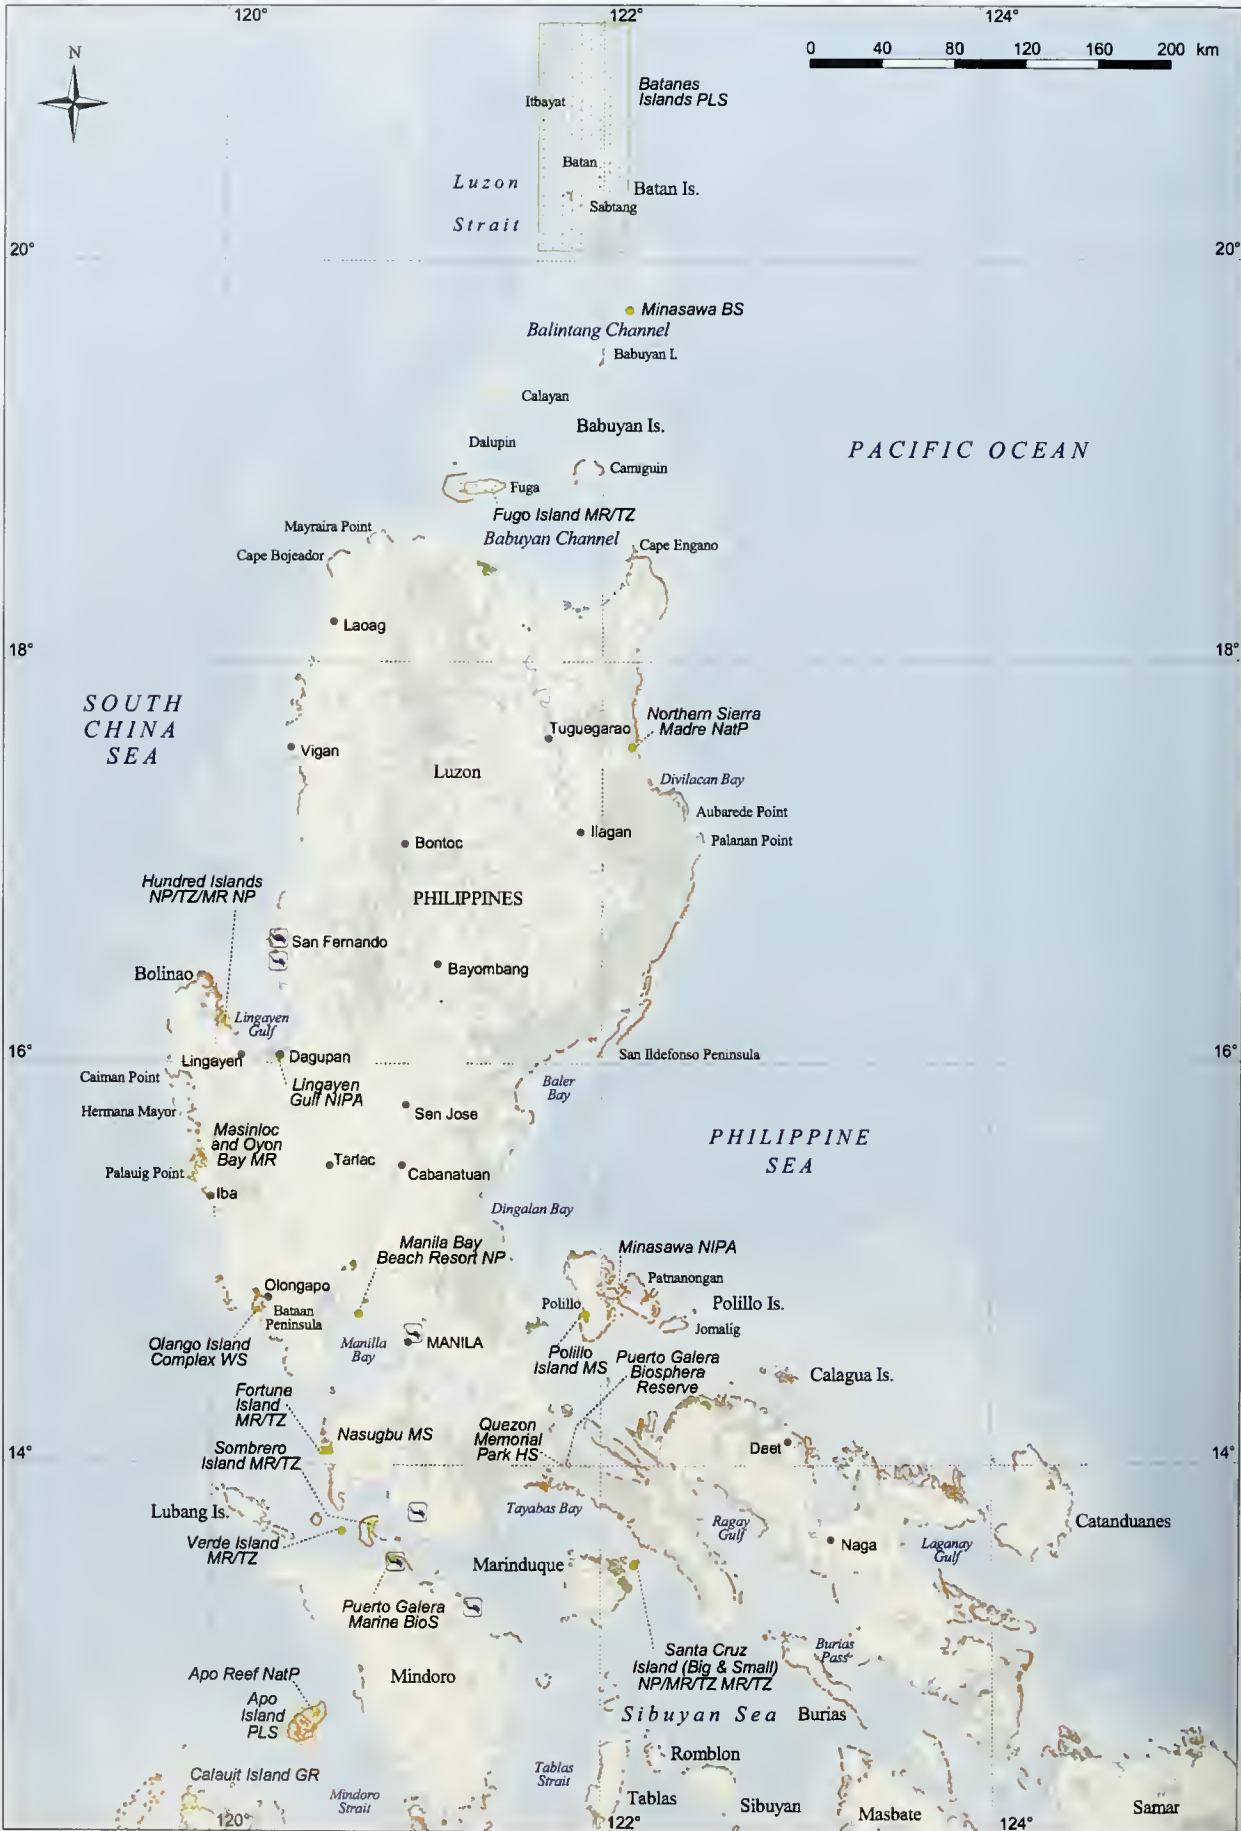 120°
122°
124°
N
0 40 80 120 160 200 km
Batanes
Islands PLS
Itbayat
Batan
Luzon
Strait
Batan Is.
Sabtang
20°
20°
Minasawa BS
Balintang Channel
Babuyan I.
Calayan
Babuyan Is.
Dalupin
PACIFIC OCEAN
Camiguin
Fuga
Fugo Island MR/TZ
Mayraira Point
Babuyan Channel
Cape Bojeador
Cape Engano
Laoag
18°
18°
SOUTH
CHINA
SEA
Northern Sierra
Madre NatP
Tuguegarao
Vigan
Luzon
Divilacan Bay
Aubarede Point
Ilagan
Palanan Point
Bontoc
Hundred Islands
NP/TZ/MR NP
PHILIPPINES
San Fernando
Bayombang
Bolinao
Lingayen
Gulf
16°
16°
Lingayen
Dagupan
San Ildefonso Peninsula
Caiman Point
Lingayen
Gulf NIPA
Baler
Bay
Hermana Mayor
Sen Jose
Mesinloc
and Oyon
Bay MR
PHILIPPINE
SEA
Palauig Point
Tarlac
Cabanatuan
Iba
Dingalan Bay
Manila Bay
Beach Resort NP
Minasawa NIPA
Patnanongan
Olongapo
Polillo
Polillo Is.
Bataan
Peninsula
Jomalig
Olango Island
Complex WS
Manilla
Bay
MANILA
Polillo
Island MS
Puerto Galera
Biosphera
Reserve
Calagua Is.
Fortune
Island
MR/TZ
Nasugbu MS
Quezon
Memorial
Park HS
Daet
14°
14°
Sombrero
Island MR/TZ
Lubang Is.
Tayabas Bay
Ragay
Gulf
Catanduanes
Verde Island
MR/TZ
Naga
Laganay
Gulf
Marinduque
Puerto Galera
Marine BioS
Santa Cruz
Island (Big & Small)
NP/MR/TZ MR/TZ
Burias
Pass
Mindoro
Apo Reef NatP
Apo
Island
PLS
Sibuyan Sea
Burias
Romblon
Calauit Island GR
Tablas
Strait
Mindoro
Strait
Tablas
Sibuyan
Masbate
Samar
120°
122°
124°